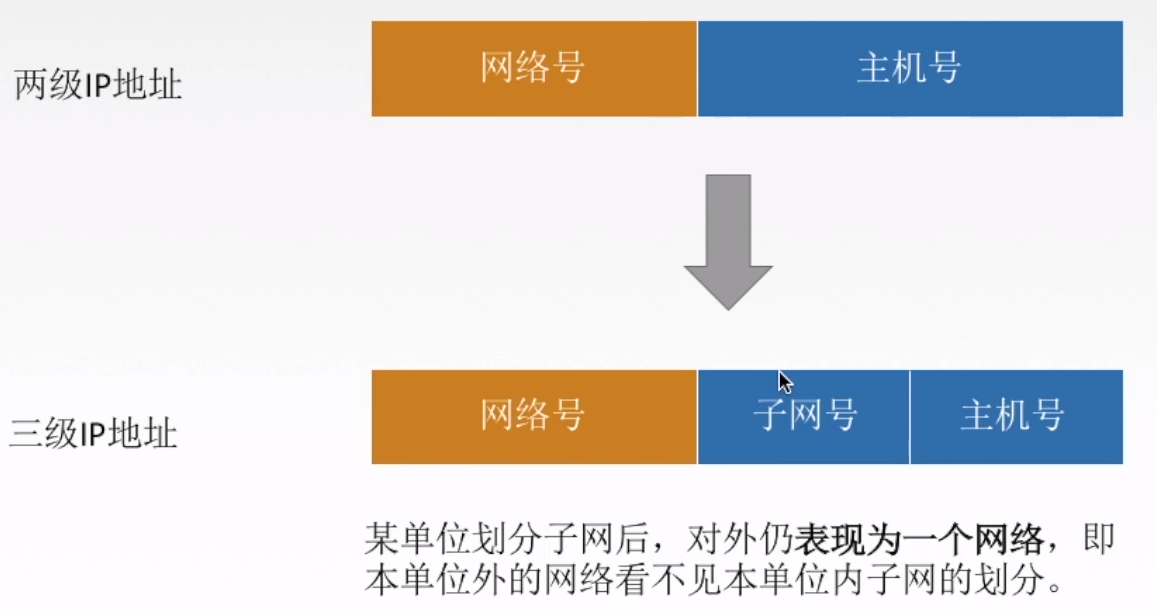 两级IP地址
网络号
主机号
三级IP地址
网络号
子网号
主机号
某单位划分子网后，对外仍表现为一个网络，即
本单位外的网络看不见本单位内子网的划分。